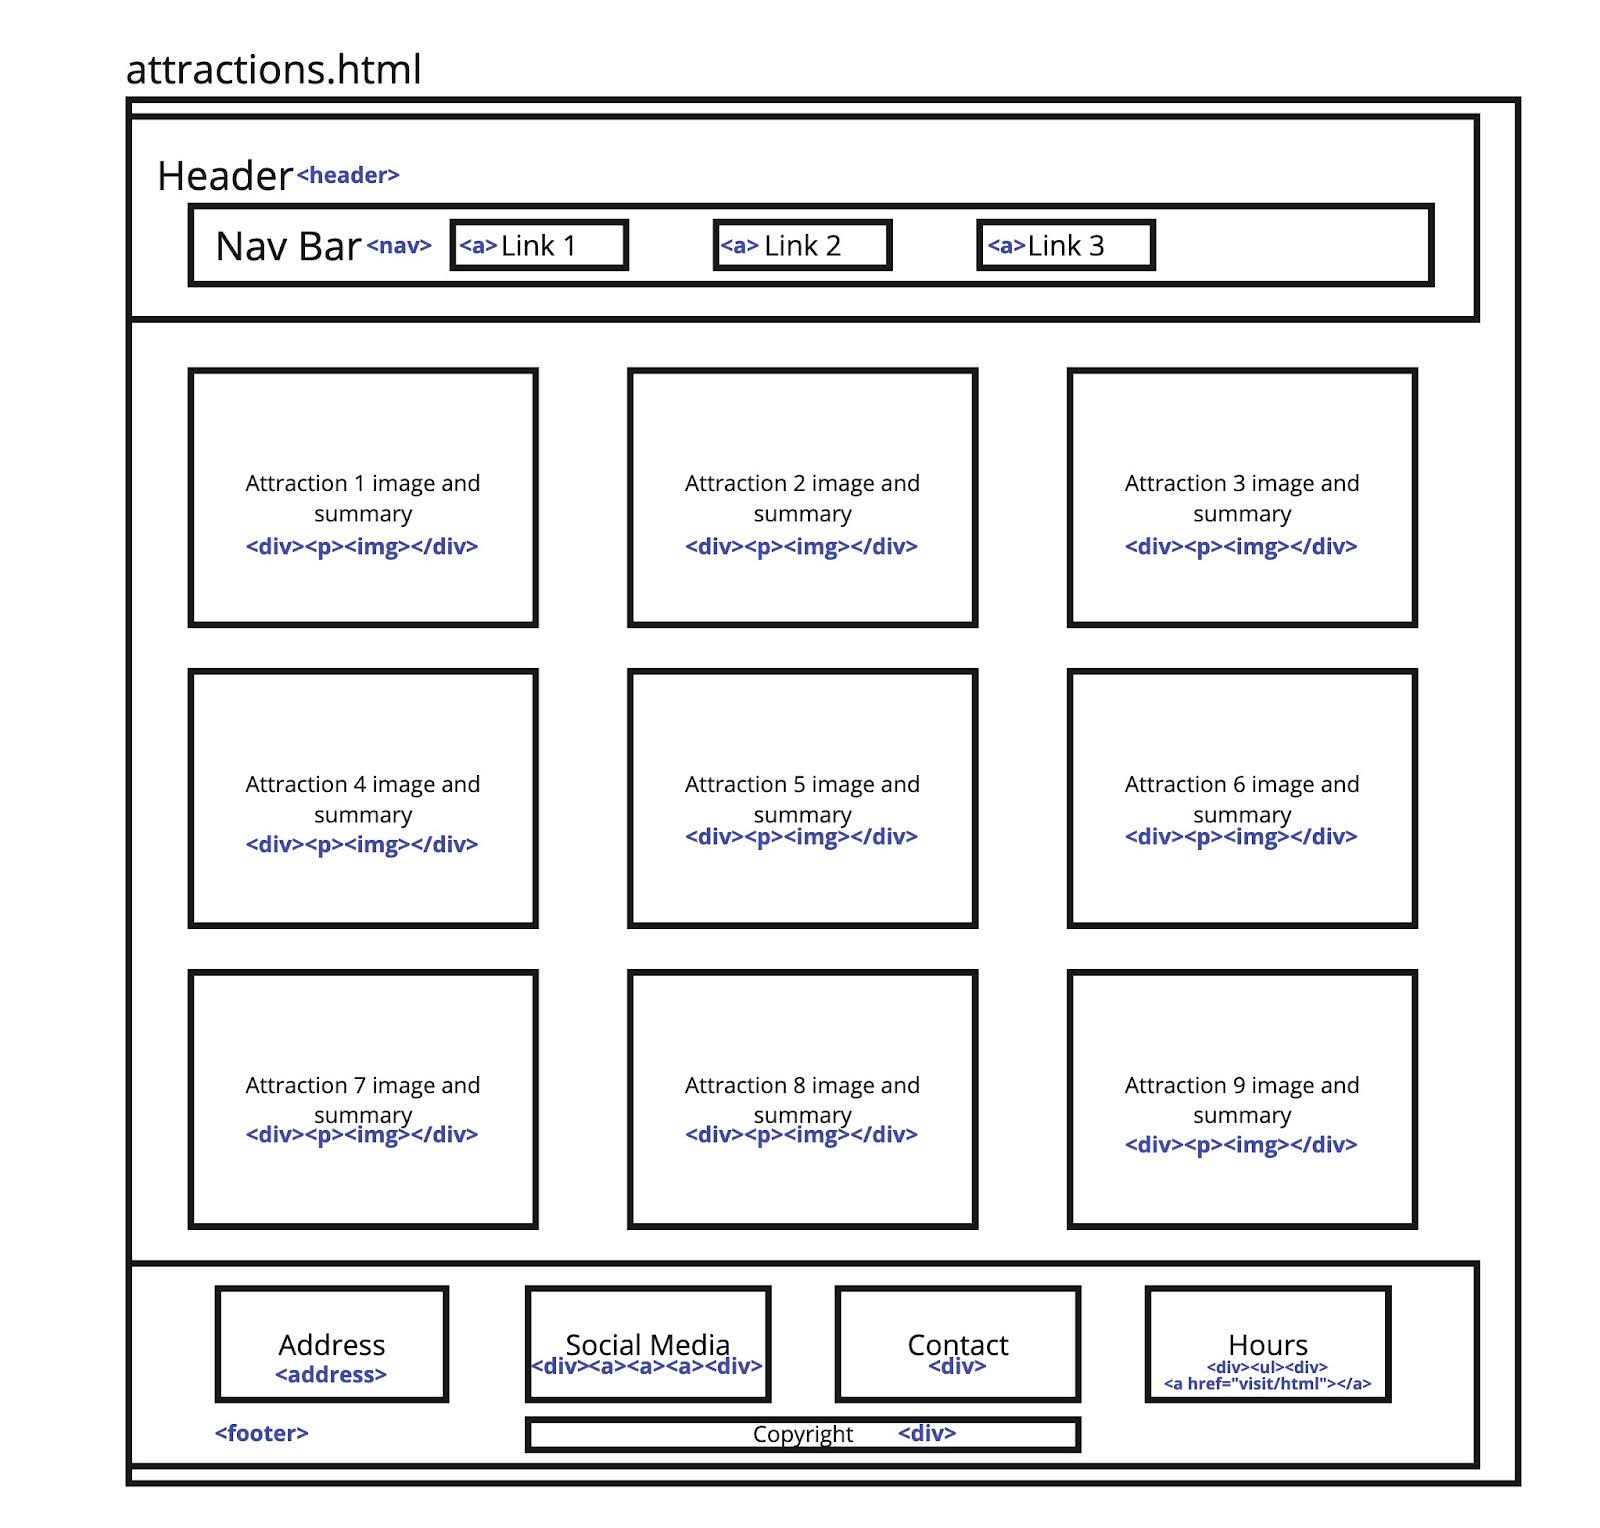 attractions.html
Header <header>
Nav Bar <nav> <a> Link 1 <a> Link 2 <a> Link 3
Attraction 1 image and
summary
<div><p><img></div>
Attraction 2 image and
summary
<div><p><img></div>
Attraction 3 image and
summary
<div><p><img></div>
Attraction 4 image and
summary
<div><p><img></div>
Attraction 5 image and
summary
<div><p><img></div>
Attraction 6 image and
summary
<div><p><img></div>
Attraction 7 image and
summary
<div><p><img></div>
Attraction 8 image and
summary
<div><p><img></div>
Attraction 9 image and
summary
<div><p><img></div>
Address
<address>
Social Media
<div><a><a><a><div>
Contact
<div>
Hours
<div><ul><div>
<a href="visit/html"></a>
<footer>
Copyright <div>